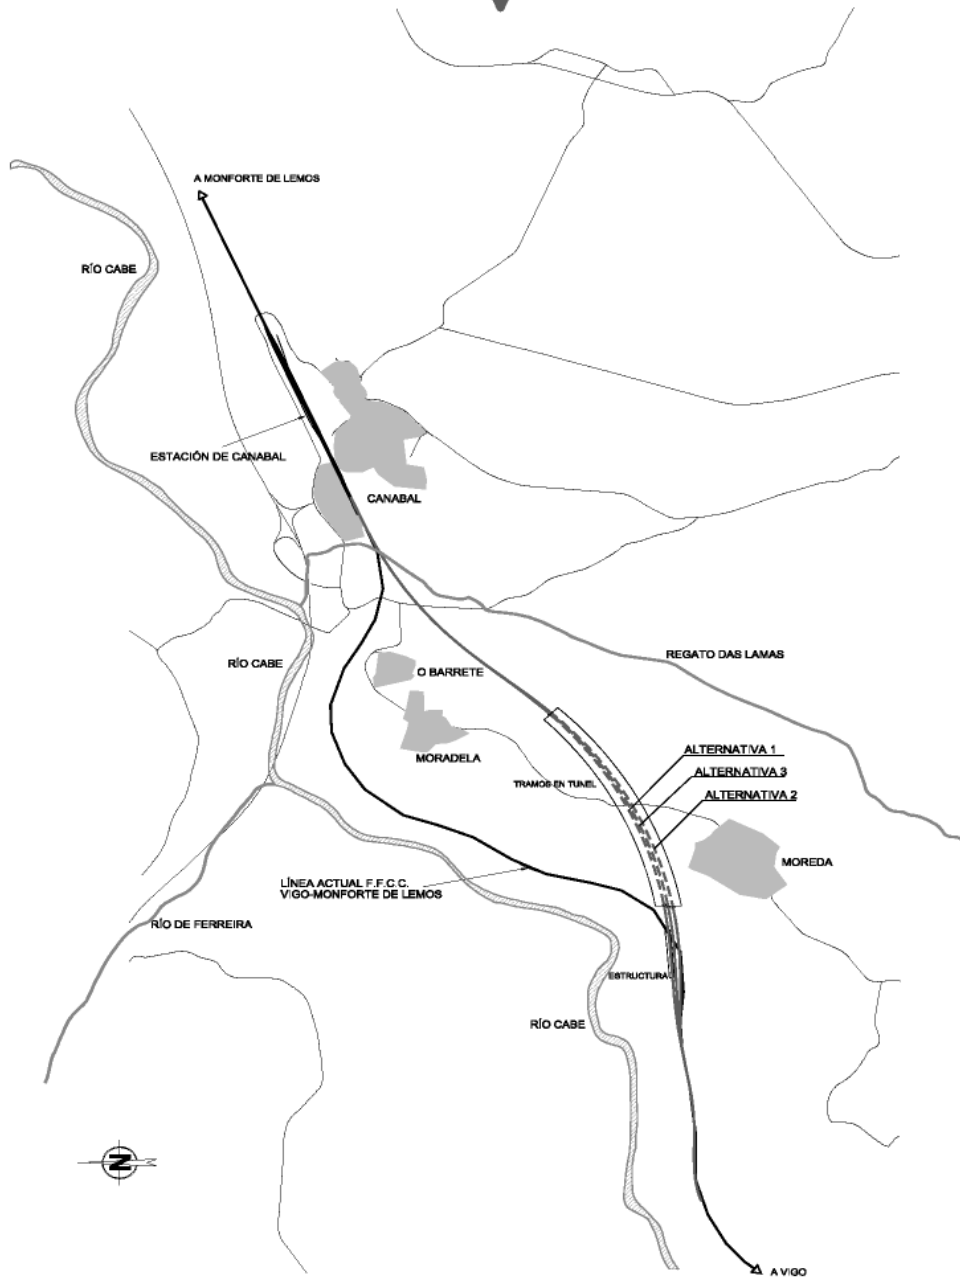 A MONFORTE DE LEMOS
RÍO CABE
ESTACIÓN DE CANABAL
CANABAL
REGATO DAS LAMAS
RÍO CABE
O BARRETE
MORADELA
ALTERNATIVA 1
ALTERNATIVA 3
TRAMOS EN TUNEL
ALTERNATIVA 2
MOREDA
LÍNEA ACTUAL F.F.C.C.
VIGO-MONFORTE DE LEMOS
RÍO DE FERREIRA
ESTRUCTURA
RÍO CABE
N
A VIGO